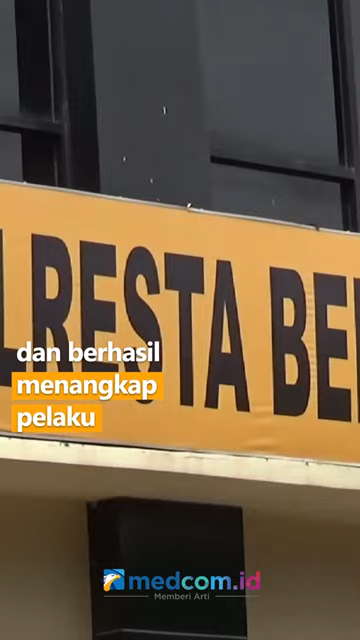 LRESTA BE
dan berhasil
menangkap
pelaku
medcom.id
Memberi Arti